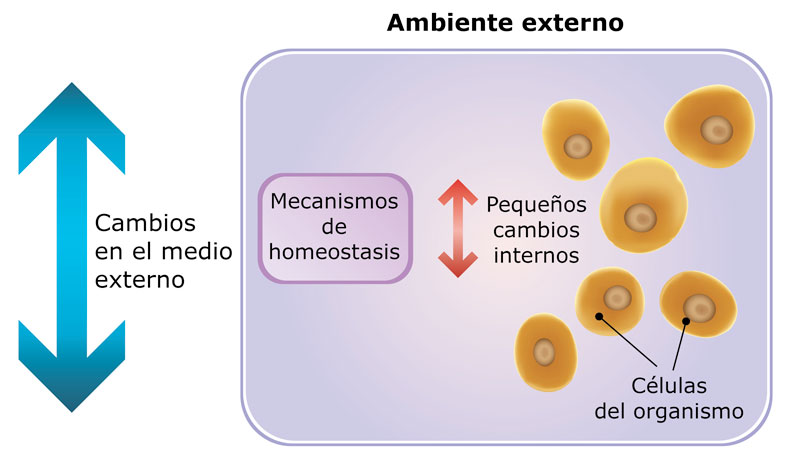 Ambiente externo
Cambios
en el medio
externo
Mecanismos
de
homeostasis
Pequeños
cambios
internos
Células
del organismo